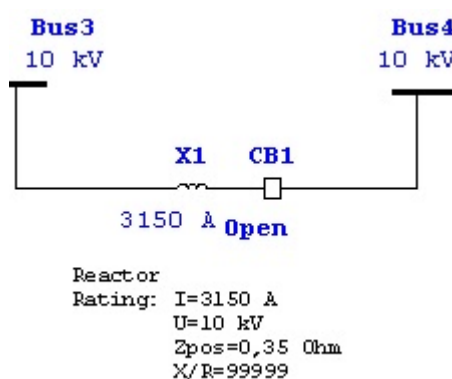 Bus3 Bus4
10 kV 10 kV
X1 CB1
3150 A Open
Reactor
Rating: I=3150 A
U=10 kV
Zpos=0,35 Ohm
X/R=99999